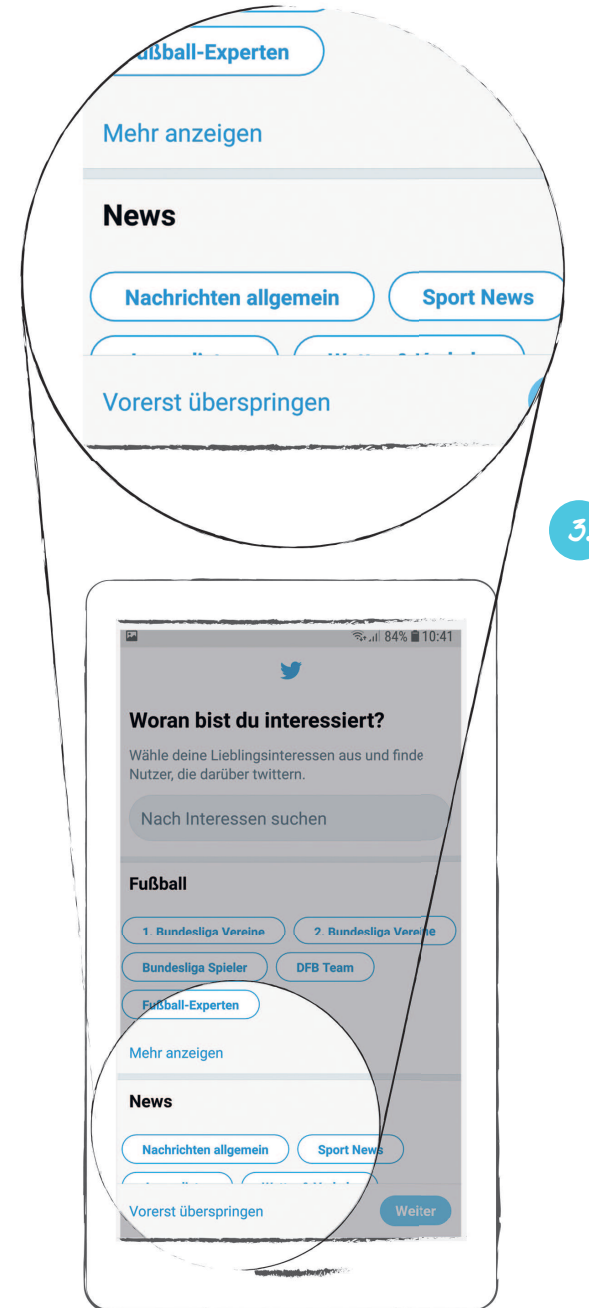 Fußball-Experten
Mehr anzeigen
News
Nachrichten allgemein
Sport News
Vorerst überspringen
3.
84% 10:41
Woran bist du interessiert?
Wähle deine Lieblingsinteressen aus und finde
Nutzer, die darüber twittern.
Nach Interessen suchen
Fußball
1. Bundesliga Vereine
2. Bundesliga Vereine
Bundesliga Spieler
DFB Team
Fußball-Experten
Mehr anzeigen
News
Nachrichten allgemein
Sport News
Vorerst überspringen
Weiter